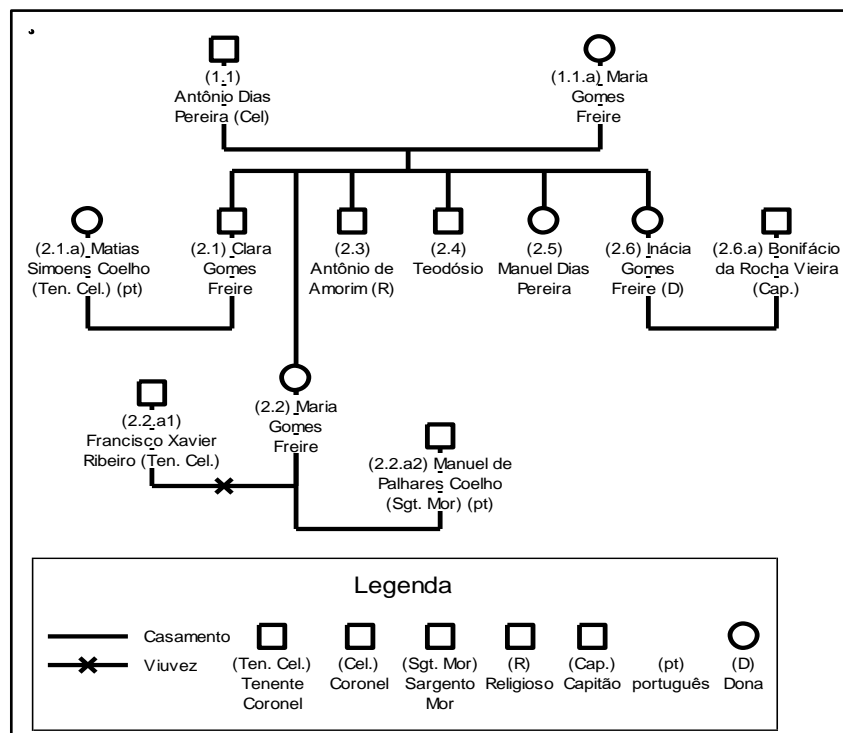 (1.1)
Antônio Dias
Pereira (Cel)
(1.1.a) Maria
Gomes
Freire
(2.1.a) Matias
Simoens Coelho
(Ten. Cel.) (pt)
(2.1) Clara
Gomes
Freire
(2.3)
Antônio de
Amorim (R)
(2.4)
Teodósio
(2.5)
Manuel Dias
Pereira
(2.6) Inácia
Gomes
Freire (D)
(2.6.a) Bonifácio
da Rocha Vieira
(Cap.)
(2.2.a1)
Francisco Xavier
Ribeiro (Ten. Cel.)
(2.2) Maria
Gomes
Freire
(2.2.a2) Manuel de
Palhares Coelho
(Sgt. Mor) (pt)
Legenda
Casamento
Viuvez
(Ten. Cel.)
Tenente
Coronel
(Cel.)
Coronel
(Sgt. Mor)
Sargento
Mor
(R)
Religioso
(Cap.)
Capitão
(pt)
português
(D)
Dona